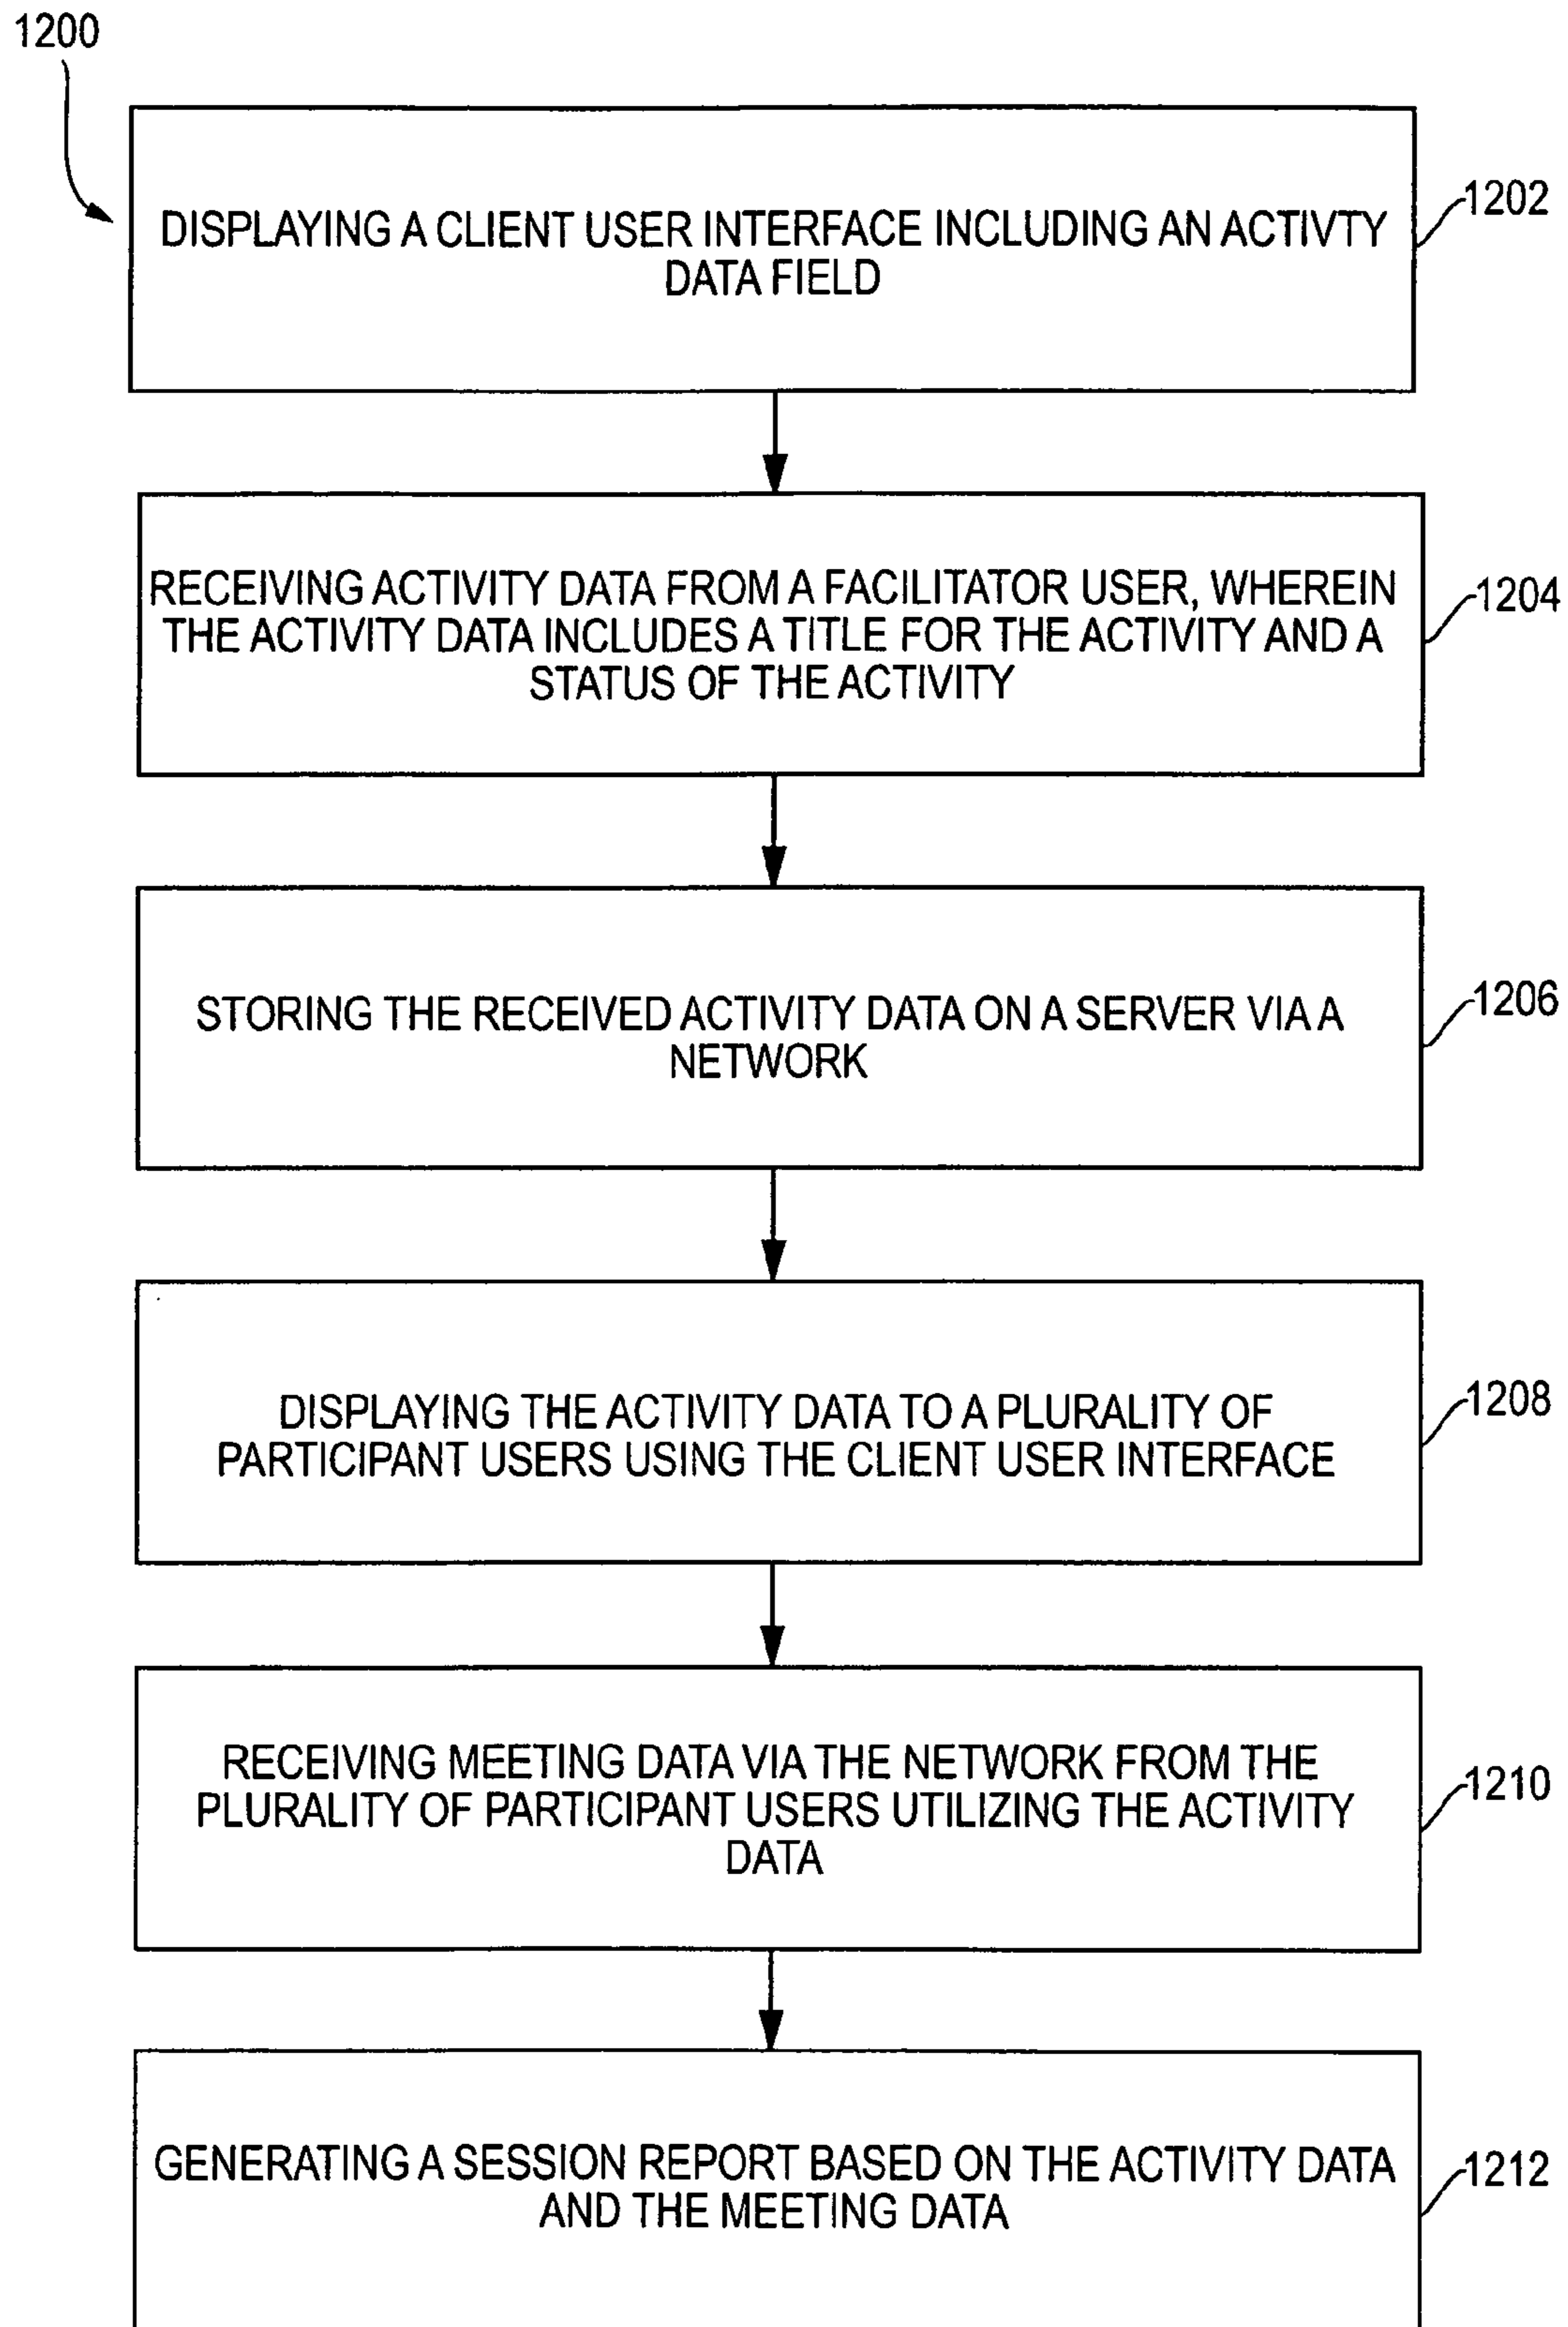 1200
DISPLAYING A CLIENT USER INTERFACE INCLUDING AN ACTIVTY
DATA FIELD
1202
RECEIVING ACTIVITY DATA FROM A FACILITATOR USER, WHEREIN
THE ACTIVITY DATA INCLUDES A TITLE FOR THE ACTIVITY AND A
STATUS OF THE ACTIVITY
1204
STORING THE RECEIVED ACTIVITY DATA ON A SERVER VIA A
NETWORK
1206
DISPLAYING THE ACTIVITY DATA TO A PLURALITY OF
PARTICIPANT USERS USING THE CLIENT USER INTERFACE
1208
RECEIVING MEETING DATA VIA THE NETWORK FROM THE
PLURALITY OF PARTICIPANT USERS UTILIZING THE ACTIVITY
DATA
1210
GENERATING A SESSION REPORT BASED ON THE ACTIVITY DATA
AND THE MEETING DATA
1212